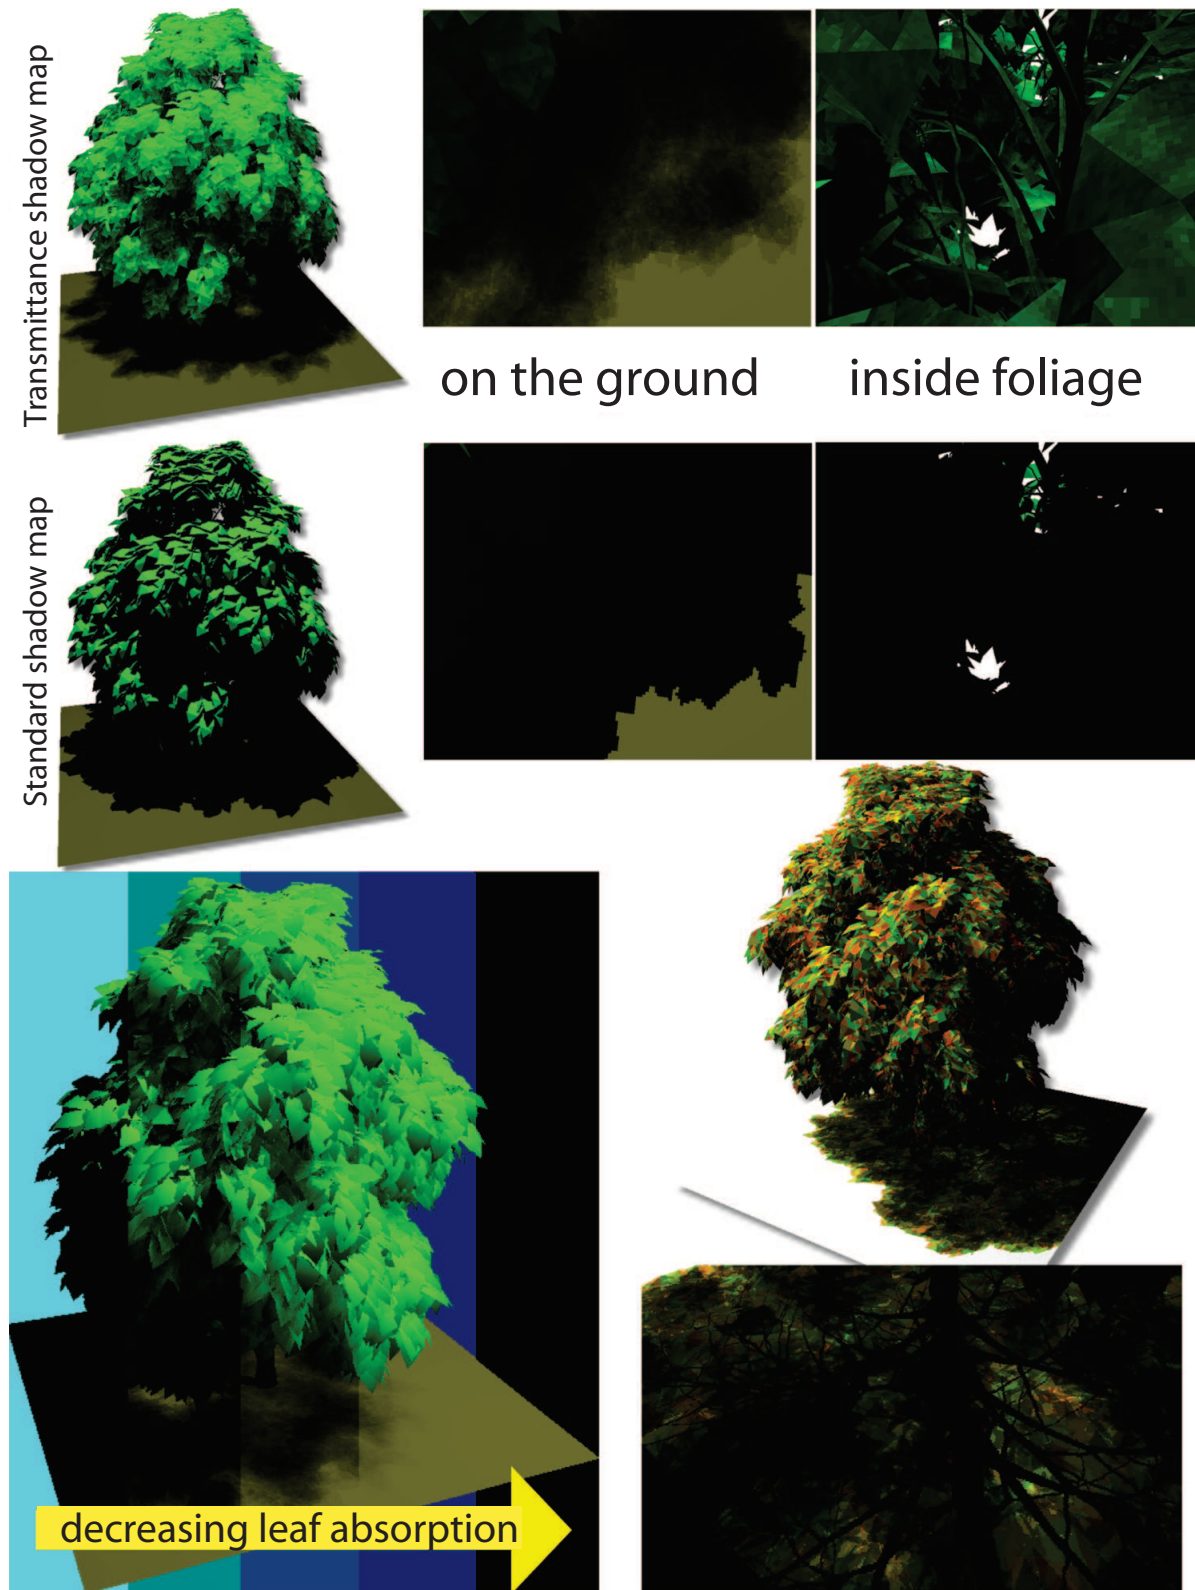 Transmittance shadow map
on the ground
inside foliage
Standard shadow map
decreasing leaf absorption